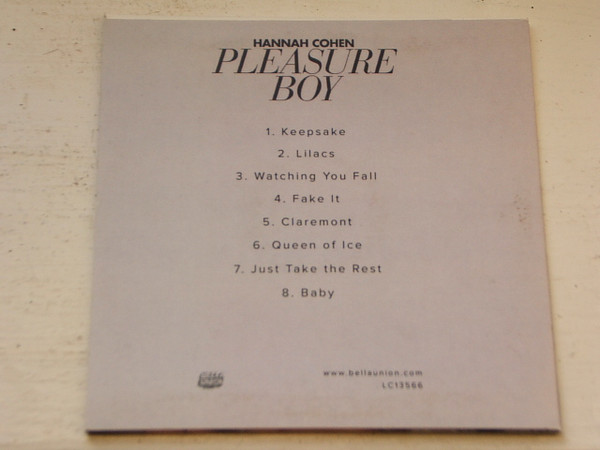 HANNAH COHEN
PLEASURE
BOY
1. Keepsake
2. Lilacs
3. Watching You Fall
4. Fake It
5. Claremont
6. Queen of Ice
7. Just Take the Rest
8. Baby
www.bellaunion.com
LC13566